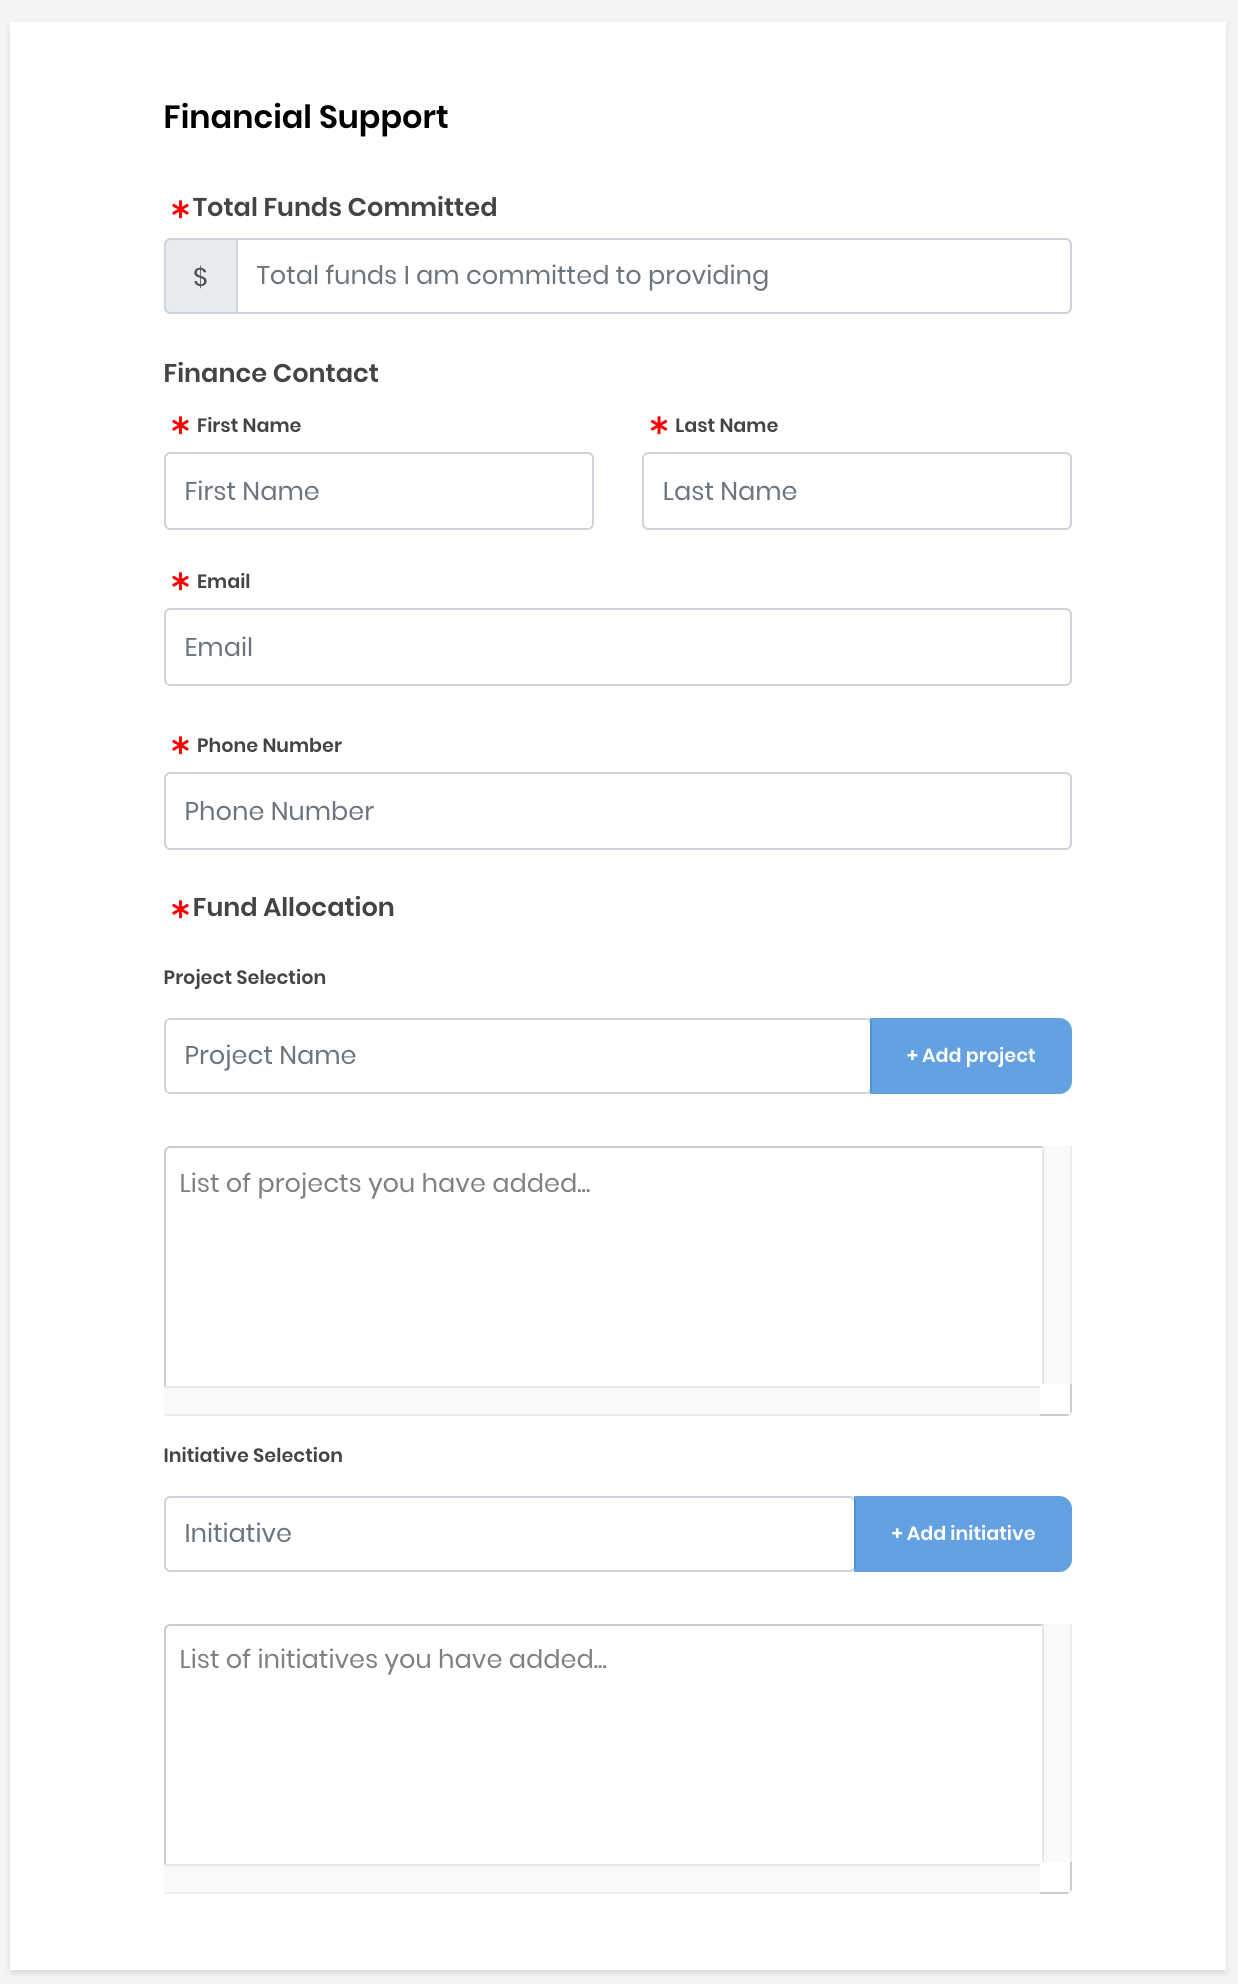 Financial Support
*Total Funds Committed
$ Total funds I am committed to providing
Finance Contact
* First Name
* Last Name
First Name
Last Name
* Email
Email
* Phone Number
Phone Number
*Fund Allocation
Project Selection
Project Name
+ Add project
List of projects you have added...
Initiative Selection
Initiative
+ Add initiative
List of initiatives you have added...